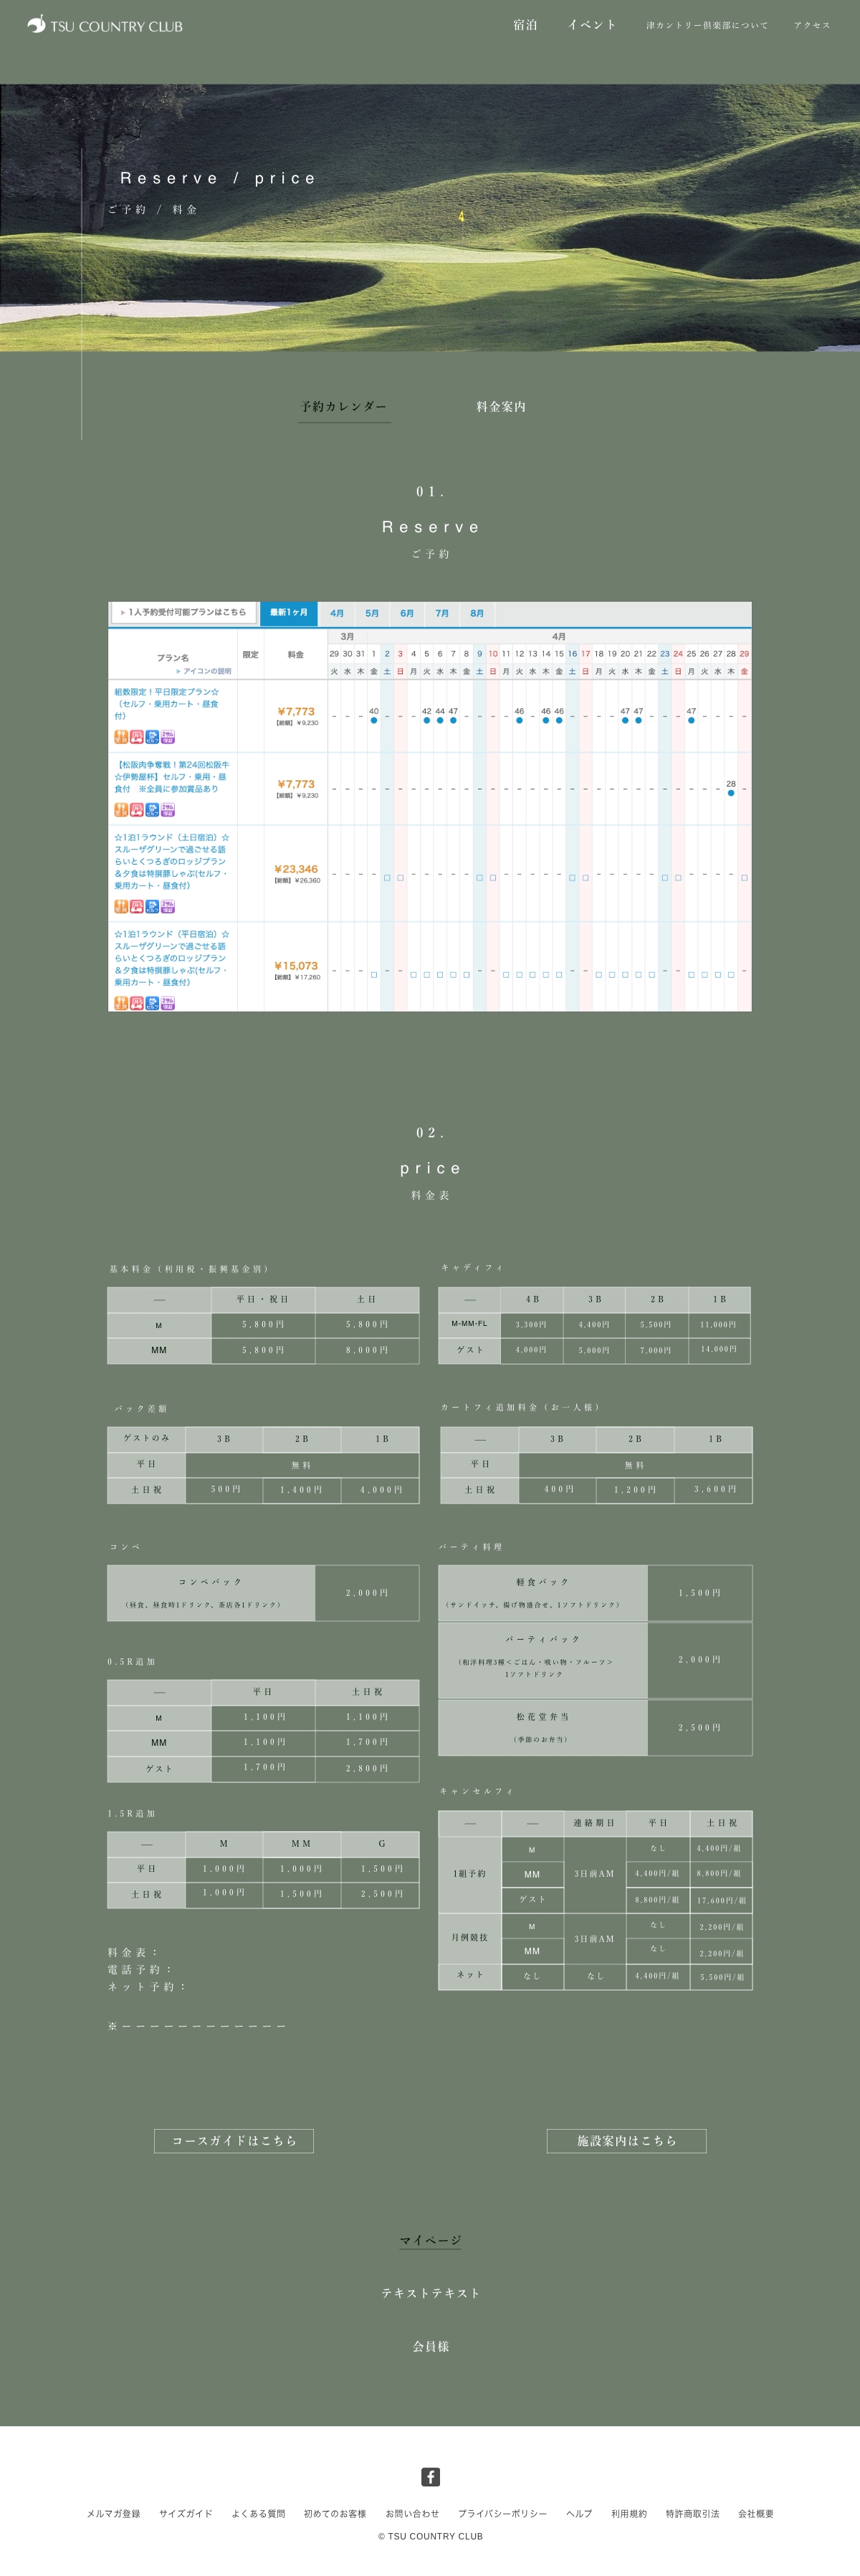 TSU COUNTRY CLUB
宿泊 イベント 津カントリー倶楽部について アクセス
Reserve / price
ご予約 / 料金
4
予約カレンダー 料金案内
01.
Reserve
ご予約
1人予約受付可能プランはこちら 最新1ヶ月 4月 5月 6月 7月 8月
プラン名 限定 料金 3月 4月
アイコンの説明
29 30 31 1 2 3 4 5 6 7 8 9 10 11 12 13 14 15 16 17 18 19 20 21 22 23 24 25 26 27 28 29
火 水 木 金 土 日 月 火 水 木 金 土 日 月 火 水 木 金 土 日 月 火 水 木 金 土 日 月 火 水 木 金
組数限定!平日限定プラン☆
(セルフ・乗用カート・昼食
付)
¥7,773
【総額】¥9,230
40 42 44 47 46 46 46 47 47 47
【松阪肉争奪戦!第24回松阪牛
☆伊勢屋杯】セルフ・乗用・昼
食付 ※全員に参加賞品あり
¥7,773
【総額】¥9,230
28
☆1泊1ラウンド(土日宿泊)☆
スルーザグリーンで過ごせる語
らいとくつろぎのロッジプラン
&夕食は特撰豚しゃぶ(セルフ・
乗用カート・昼食付)
¥23,346
【総額】¥26,360
☆1泊1ラウンド(平日宿泊)☆
スルーザグリーンで過ごせる語
らいとくつろぎのロッジプラン
&夕食は特撰豚しゃぶ(セルフ・
乗用カート・昼食付)
¥15,073
【総額】¥17,260
02.
price
料金表
基本料金(利用税・振興基金別)
— 平日・祝日 土日
M 5,800円 5,800円
MM 5,800円 8,000円
キャディフィ
— 4B 3B 2B 1B
M-MM-FL 3,300円 4,400円 5,500円 11,000円
ゲスト 4,000円 5,000円 7,000円 14,000円
バック差額
ゲストのみ 3B 2B 1B
平日 無料
土日祝 500円 1,400円 4,000円
カートフィ追加料金(お一人様)
— 3B 2B 1B
平日 無料
土日祝 400円 1,200円 3,600円
コンペ
コンペパック 2,000円
(昼食、昼食時1ドリンク、茶店各1ドリンク)
パーティ料理
軽食パック 1,500円
(サンドイッチ、揚げ物盛合せ、1ソフトドリンク)
パーティパック 2,000円
(和洋料理3種<ごはん・吸い物・フルーツ>
1ソフトドリンク
松花堂弁当 2,500円
(季節のお弁当)
0.5R追加
— 平日 土日祝
M 1,100円 1,100円
MM 1,100円 1,700円
ゲスト 1,700円 2,800円
1.5R追加
— M MM G
平日 1.000円 1,000円 1,500円
土日祝 1,000円 1,500円 2,500円
キャンセルフィ
— — 連絡期日 平日 土日祝
1組予約 M 3日前AM なし 4,400円/組
MM 4,400円/組 8,800円/組
ゲスト 8,800円/組 17,600円/組
月例競技 M 3日前AM なし 2,200円/組
MM なし 2,200円/組
ネット なし なし 4,400円/組 5,500円/組
料金表:
電話予約:
ネット予約:
※ーーーーーーーーーーーー
コースガイドはこちら 施設案内はこちら
マイページ
テキストテキスト
会員様
メルマガ登録 サイズガイド よくある質問 初めてのお客様 お問い合わせ プライバシーポリシー ヘルプ 利用規約 特許商取引法 会社概要
© TSU COUNTRY CLUB